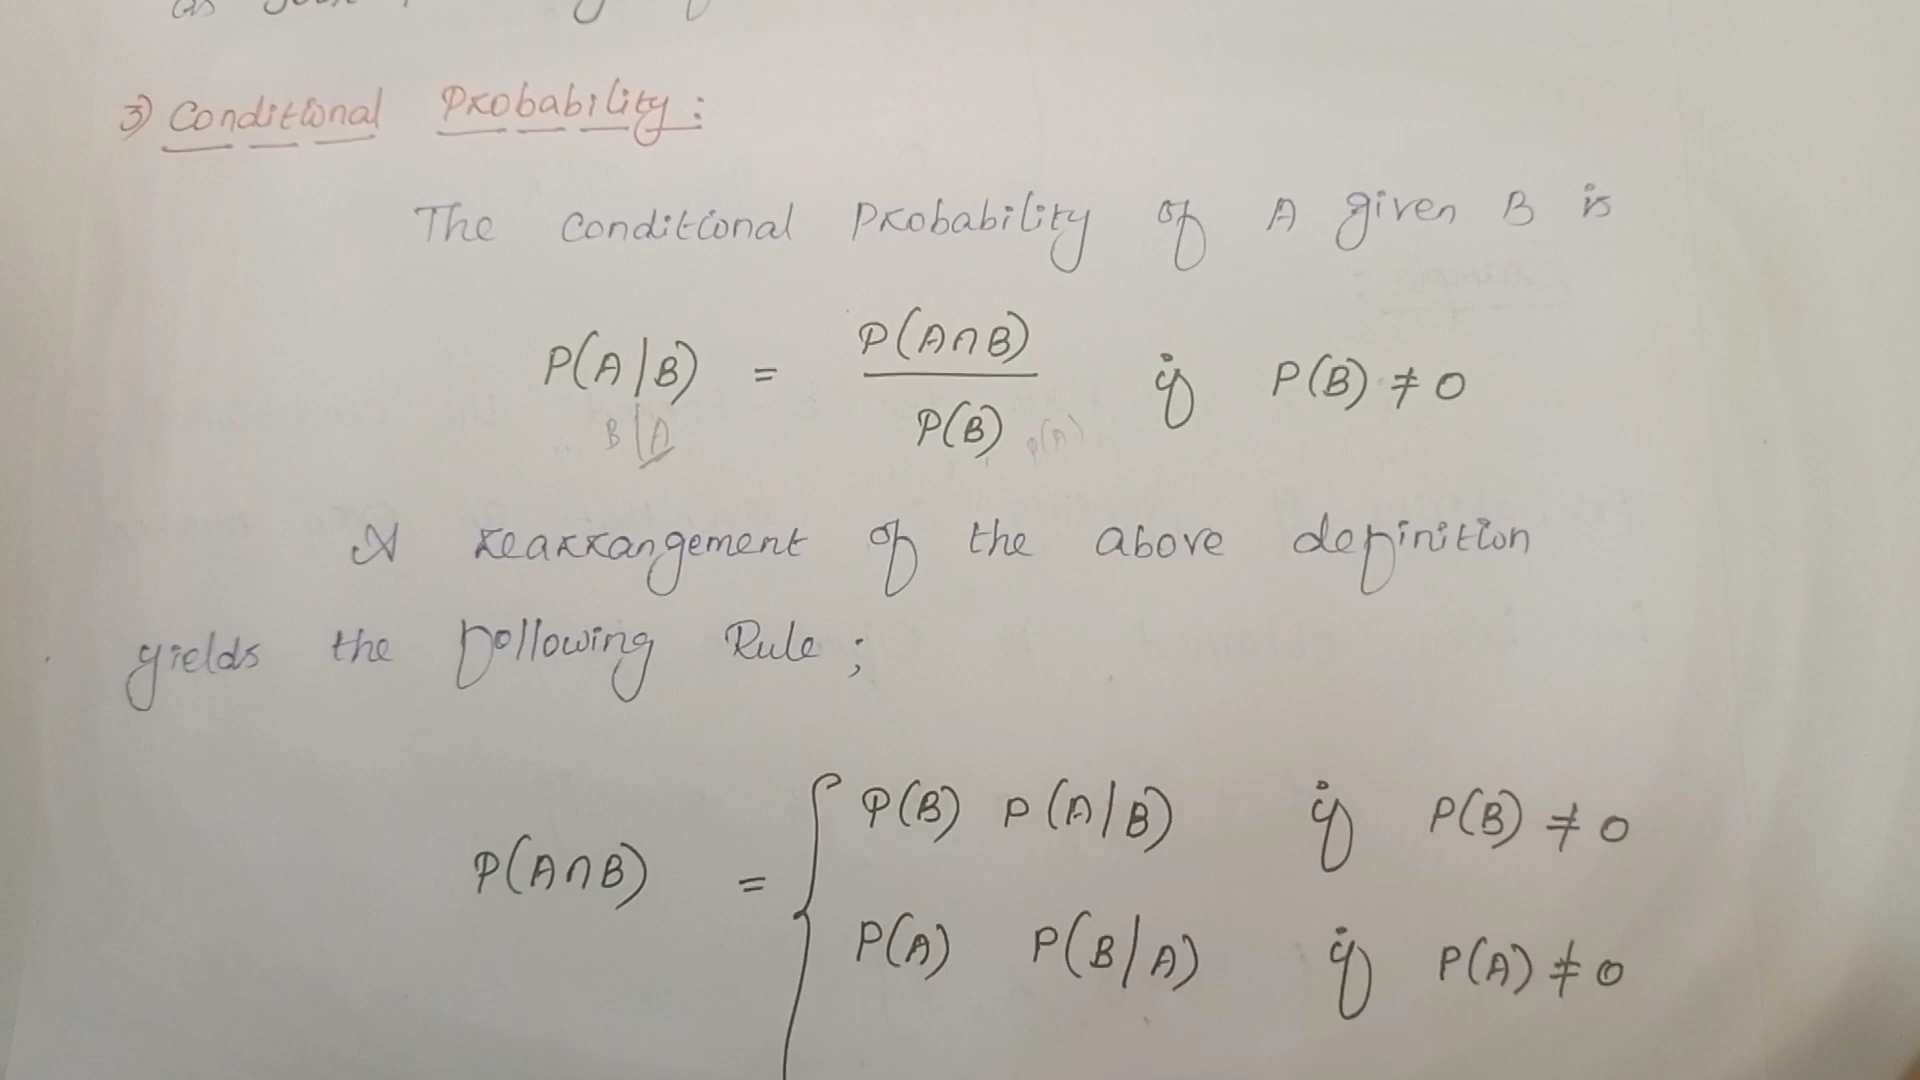 3) Conditional Probability:
The conditional Probability of A given B is
P(A|B) = P(A∩B) / P(B) if P(B) ≠ 0
B|A P(A)
A rearrangement of the above definition
yields the following Rule;
P(A∩B) = { P(B) P(A|B) if P(B) ≠ 0
P(A) P(B|A) if P(A) ≠ 0